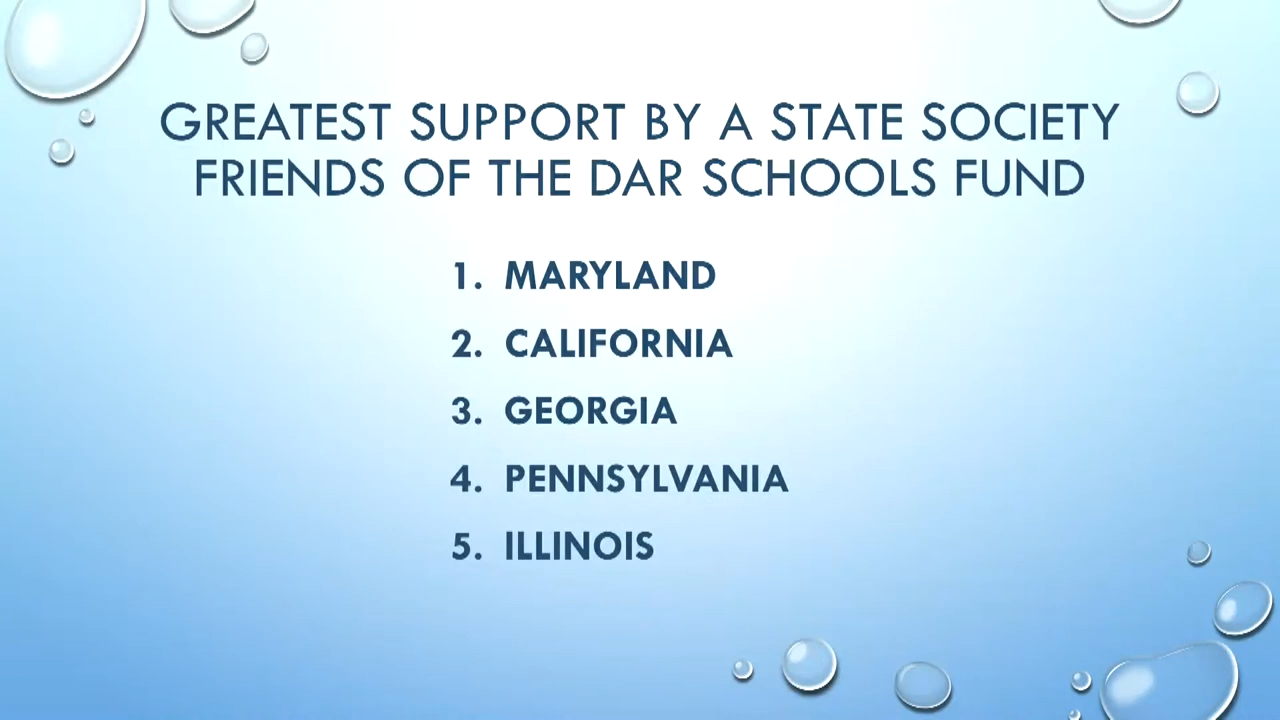 GREATEST SUPPORT BY A STATE SOCIETY
FRIENDS OF THE DAR SCHOOLS FUND
1. MARYLAND
2. CALIFORNIA
3. GEORGIA
4. PENNSYLVANIA
5. ILLINOIS